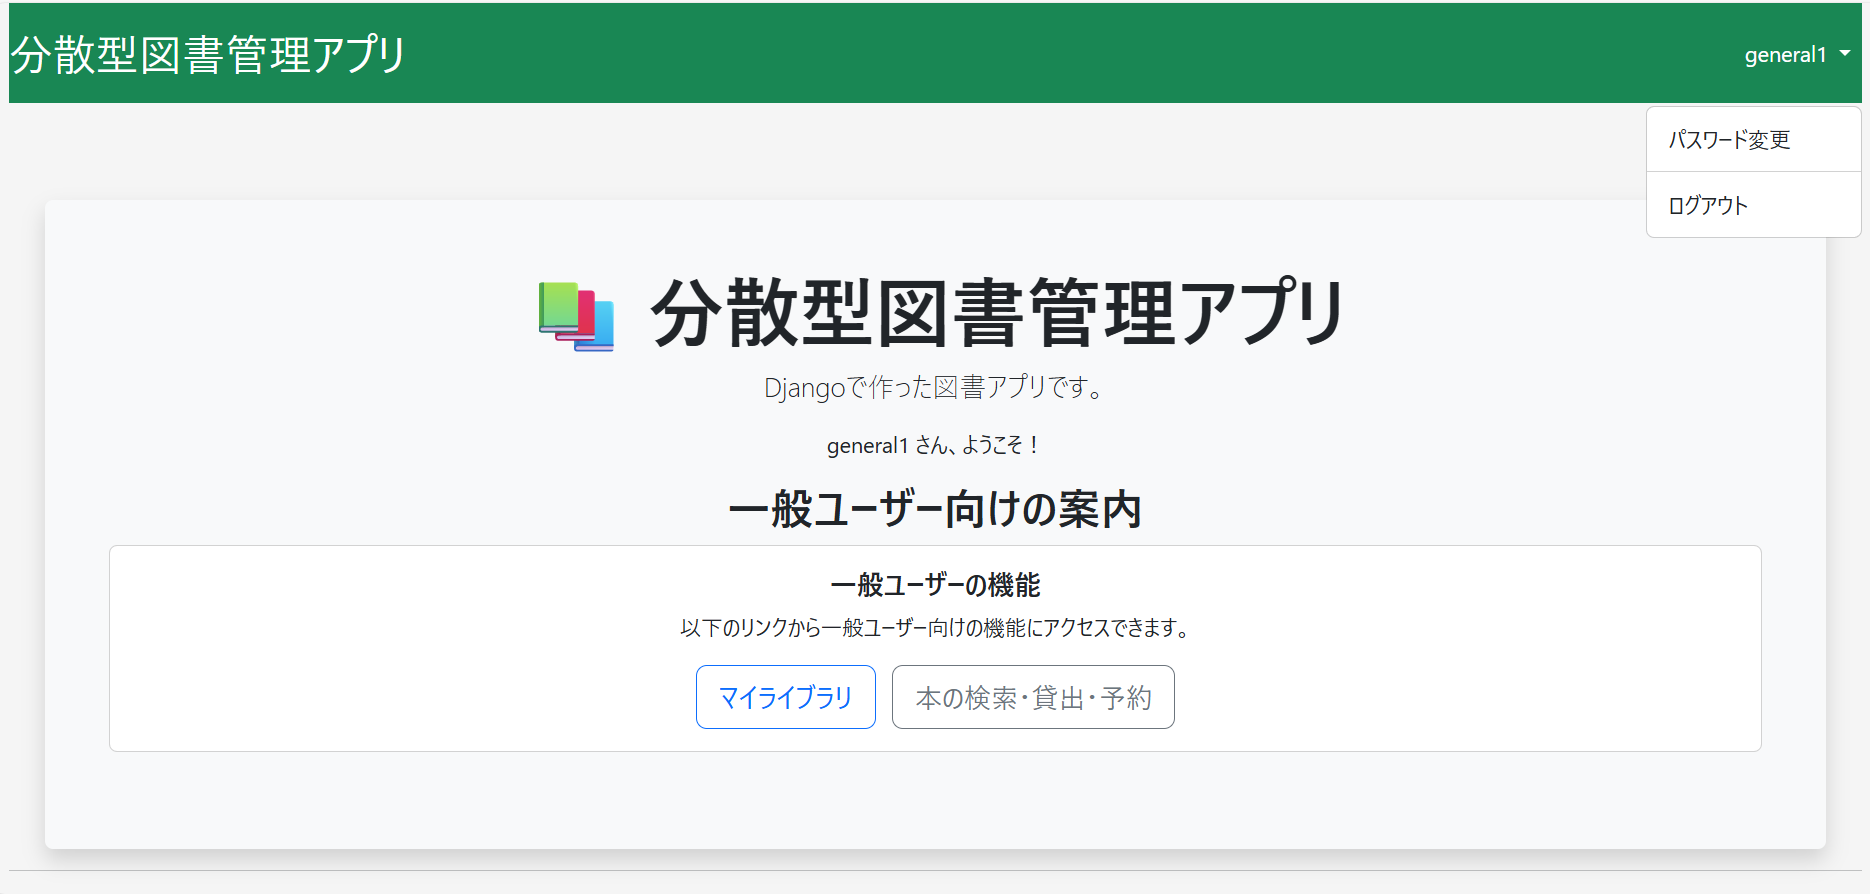 分散型図書管理アプリ
general1
パスワード変更
ログアウト
分散型図書管理アプリ
Djangoで作った図書アプリです。
general1 さん、ようこそ！
一般ユーザー向けの案内
一般ユーザーの機能
以下のリンクから一般ユーザー向けの機能にアクセスできます。
マイライブラリ
本の検索・貸出・予約